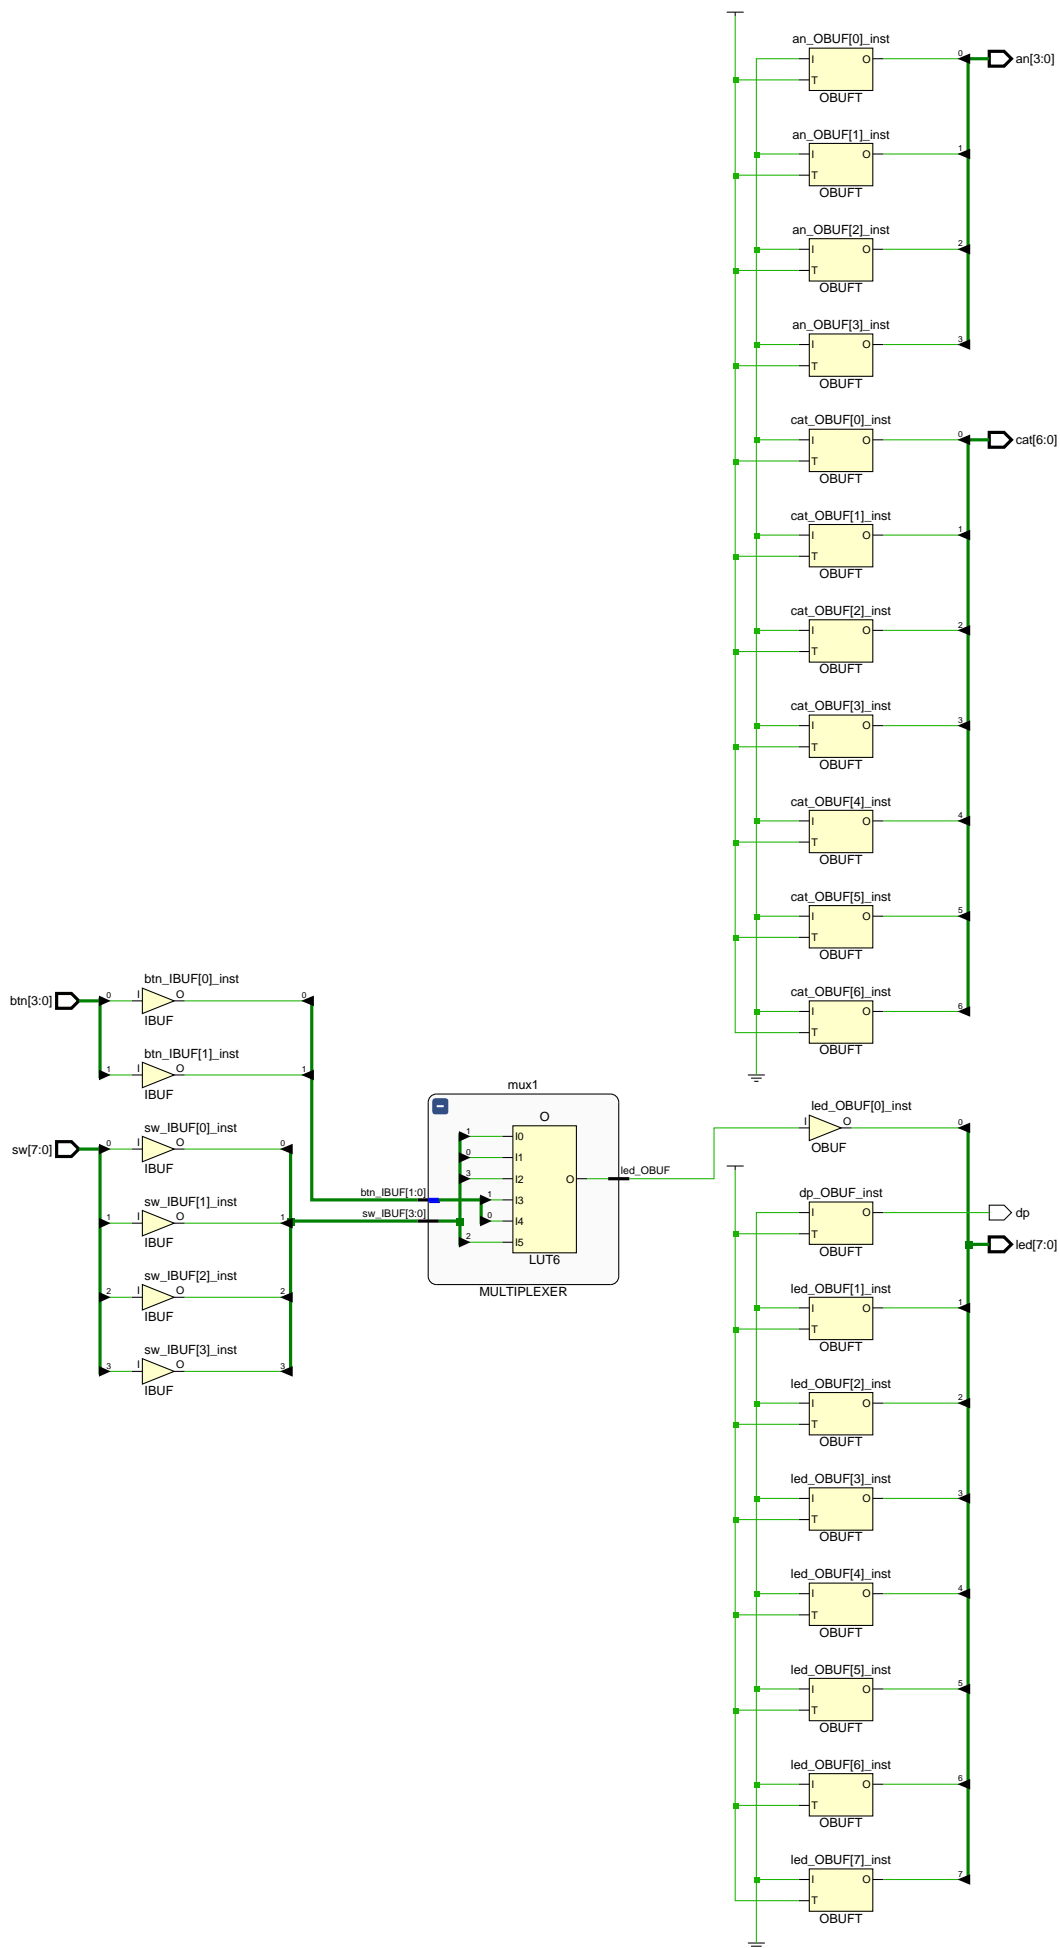 an_OBUF[0]_inst
I
O
T
OBUFT
0
an[3:0]
an_OBUF[1]_inst
I
O
T
OBUFT
1
an_OBUF[2]_inst
I
O
T
OBUFT
2
an_OBUF[3]_inst
I
O
T
OBUFT
3
cat_OBUF[0]_inst
I
O
T
OBUFT
0
cat[6:0]
cat_OBUF[1]_inst
I
O
T
OBUFT
1
cat_OBUF[2]_inst
I
O
T
OBUFT
2
cat_OBUF[3]_inst
I
O
T
OBUFT
3
cat_OBUF[4]_inst
I
O
T
OBUFT
4
cat_OBUF[5]_inst
I
O
T
OBUFT
5
cat_OBUF[6]_inst
I
O
T
OBUFT
6
btn[3:0]
0
btn_IBUF[0]_inst
I
O
IBUF
0
1
btn_IBUF[1]_inst
I
O
IBUF
1
sw[7:0]
0
sw_IBUF[0]_inst
I
O
IBUF
0
1
sw_IBUF[1]_inst
I
O
IBUF
1
2
sw_IBUF[2]_inst
I
O
IBUF
2
3
sw_IBUF[3]_inst
I
O
IBUF
3
mux1
O
1
I0
0
I1
3
I2
O
btn_IBUF[1:0]
1
I3
sw_IBUF[3:0]
0
I4
2
I5
LUT6
MULTIPLEXER
led_OBUF
led_OBUF[0]_inst
I
O
OBUF
0
dp_OBUF_inst
I
O
T
OBUFT
dp
led[7:0]
led_OBUF[1]_inst
I
O
T
OBUFT
1
led_OBUF[2]_inst
I
O
T
OBUFT
2
led_OBUF[3]_inst
I
O
T
OBUFT
3
led_OBUF[4]_inst
I
O
T
OBUFT
4
led_OBUF[5]_inst
I
O
T
OBUFT
5
led_OBUF[6]_inst
I
O
T
OBUFT
6
led_OBUF[7]_inst
I
O
T
OBUFT
7